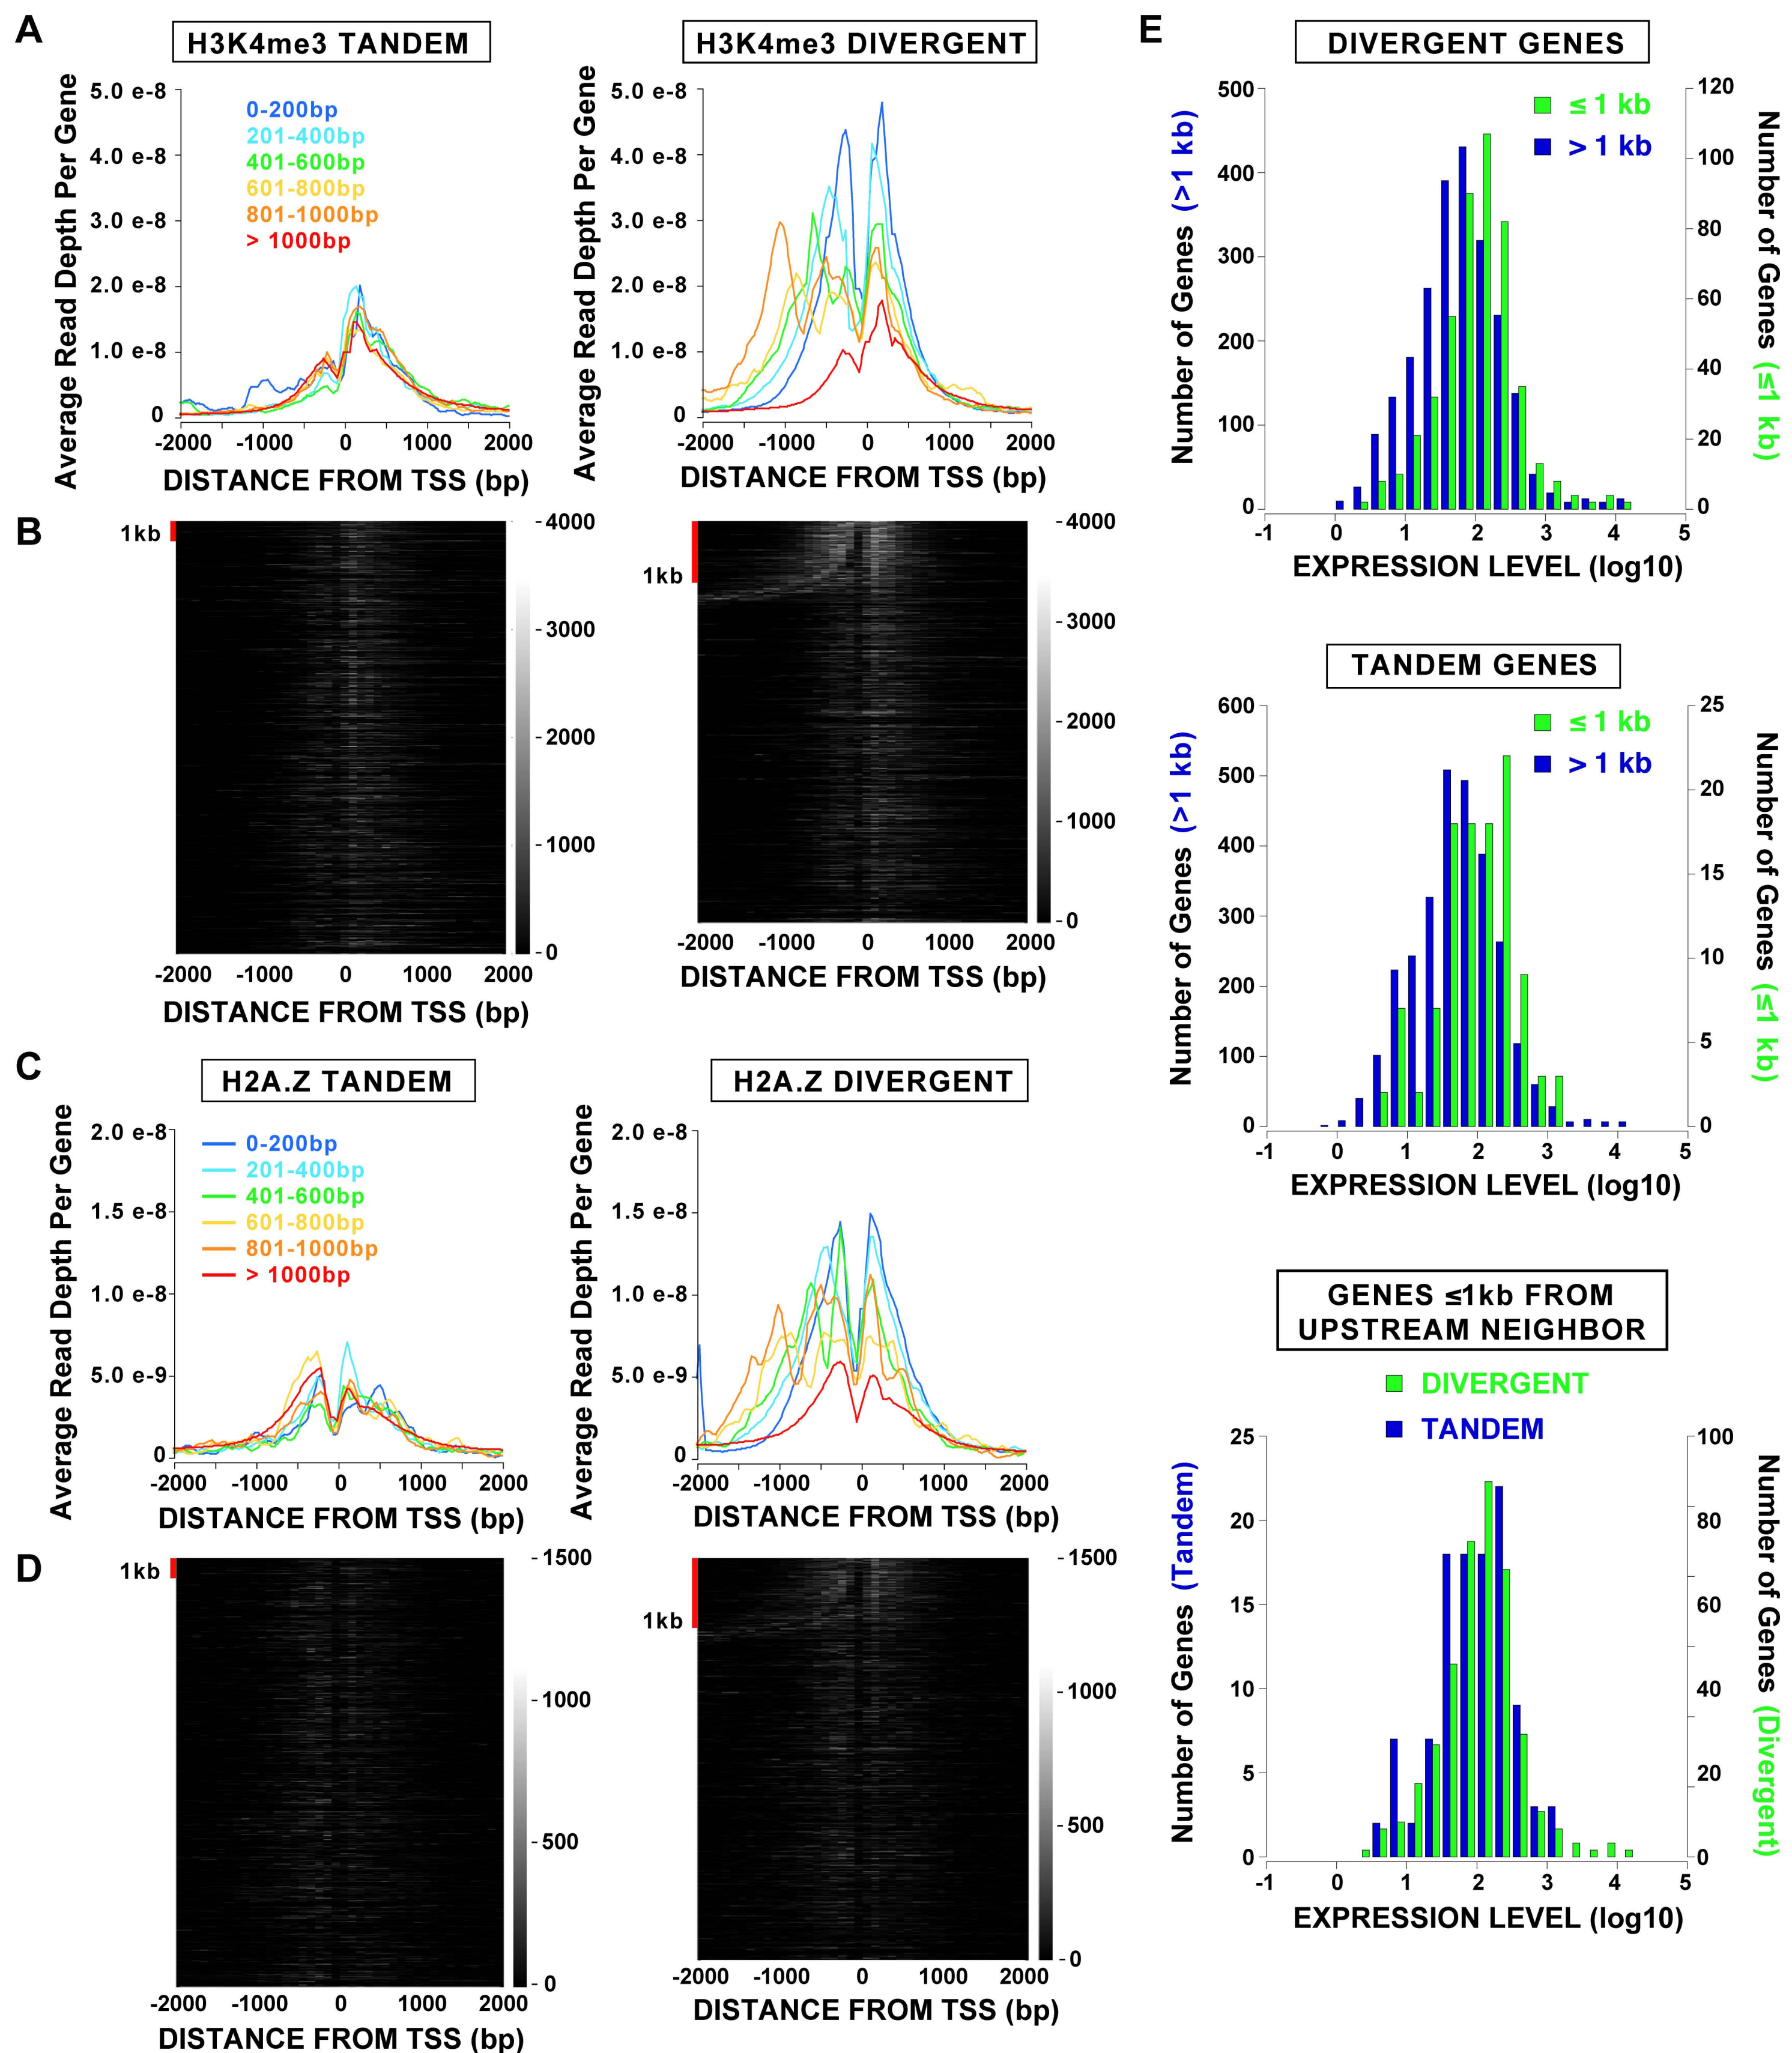 A
H3K4me3 TANDEM
Average Read Depth Per Gene
5.0 e-8
4.0 e-8
3.0 e-8
2.0 e-8
1.0 e-8
0
0-200bp
201-400bp
401-600bp
601-800bp
801-1000bp
> 1000bp
-2000 -1000 0 1000 2000
DISTANCE FROM TSS (bp)
H3K4me3 DIVERGENT
Average Read Depth Per Gene
5.0 e-8
4.0 e-8
3.0 e-8
2.0 e-8
1.0 e-8
0
-2000 -1000 0 1000 2000
DISTANCE FROM TSS (bp)
B
1kb
4000
3000
2000
1000
0
-2000 -1000 0 1000 2000
DISTANCE FROM TSS (bp)
1kb
4000
3000
2000
1000
0
-2000 -1000 0 1000 2000
DISTANCE FROM TSS (bp)
C
H2A.Z TANDEM
Average Read Depth Per Gene
2.0 e-8
1.5 e-8
1.0 e-8
5.0 e-9
0
0-200bp
201-400bp
401-600bp
601-800bp
801-1000bp
> 1000bp
-2000 -1000 0 1000 2000
DISTANCE FROM TSS (bp)
H2A.Z DIVERGENT
Average Read Depth Per Gene
2.0 e-8
1.5 e-8
1.0 e-8
5.0 e-9
0
-2000 -1000 0 1000 2000
DISTANCE FROM TSS (bp)
D
1kb
1500
1000
500
0
-2000 -1000 0 1000 2000
DISTANCE FROM TSS (bp)
1kb
1500
1000
500
0
-2000 -1000 0 1000 2000
DISTANCE FROM TSS (bp)
E
DIVERGENT GENES
Number of Genes (>1 kb)
500
400
300
200
100
0
≤ 1 kb
> 1 kb
120
100
80
60
40
20
0
Number of Genes (≤1 kb)
-1 0 1 2 3 4 5
EXPRESSION LEVEL (log10)
TANDEM GENES
Number of Genes (>1 kb)
600
500
400
300
200
100
0
≤ 1 kb
> 1 kb
25
20
15
10
5
0
Number of Genes (≤1 kb)
-1 0 1 2 3 4 5
EXPRESSION LEVEL (log10)
GENES ≤1kb FROM
UPSTREAM NEIGHBOR
DIVERGENT
TANDEM
Number of Genes (Tandem)
25
20
15
10
5
0
100
80
60
40
20
0
Number of Genes (Divergent)
-1 0 1 2 3 4 5
EXPRESSION LEVEL (log10)